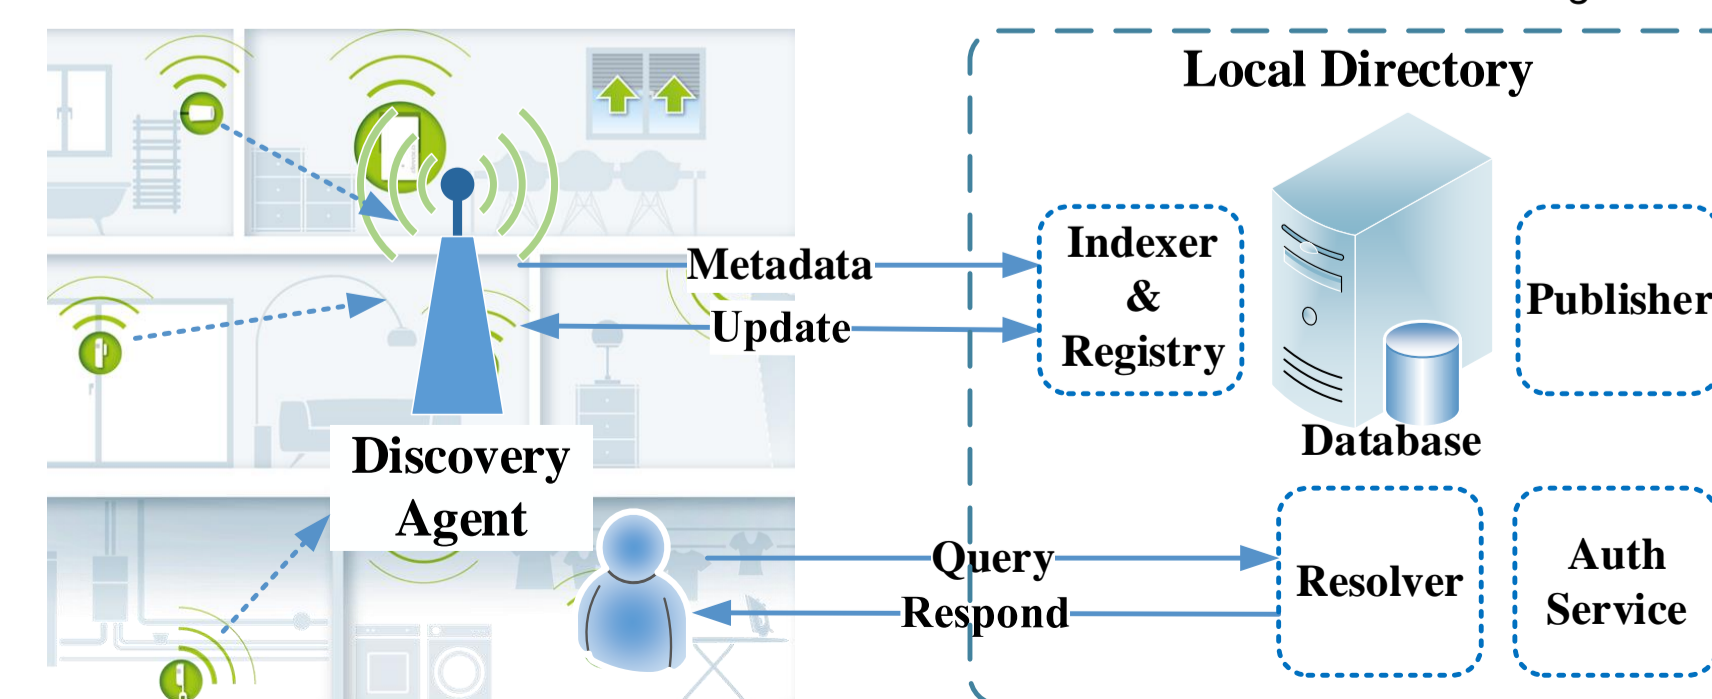 Local Directory
Metadata
Update
Indexer
&
Registry
Publisher
Database
Discovery
Agent
Query
Respond
Resolver
Auth
Service